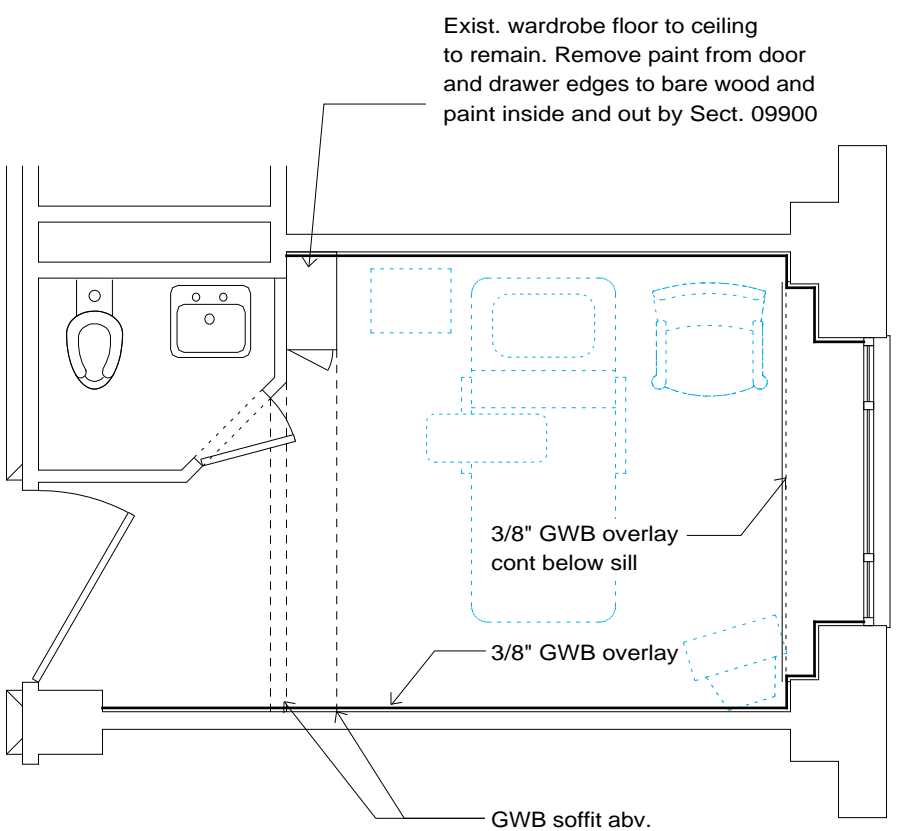 Exist. wardrobe floor to ceiling
to remain. Remove paint from door
and drawer edges to bare wood and
paint inside and out by Sect. 09900
3/8" GWB overlay
cont below sill
3/8" GWB overlay
GWB soffit abv.